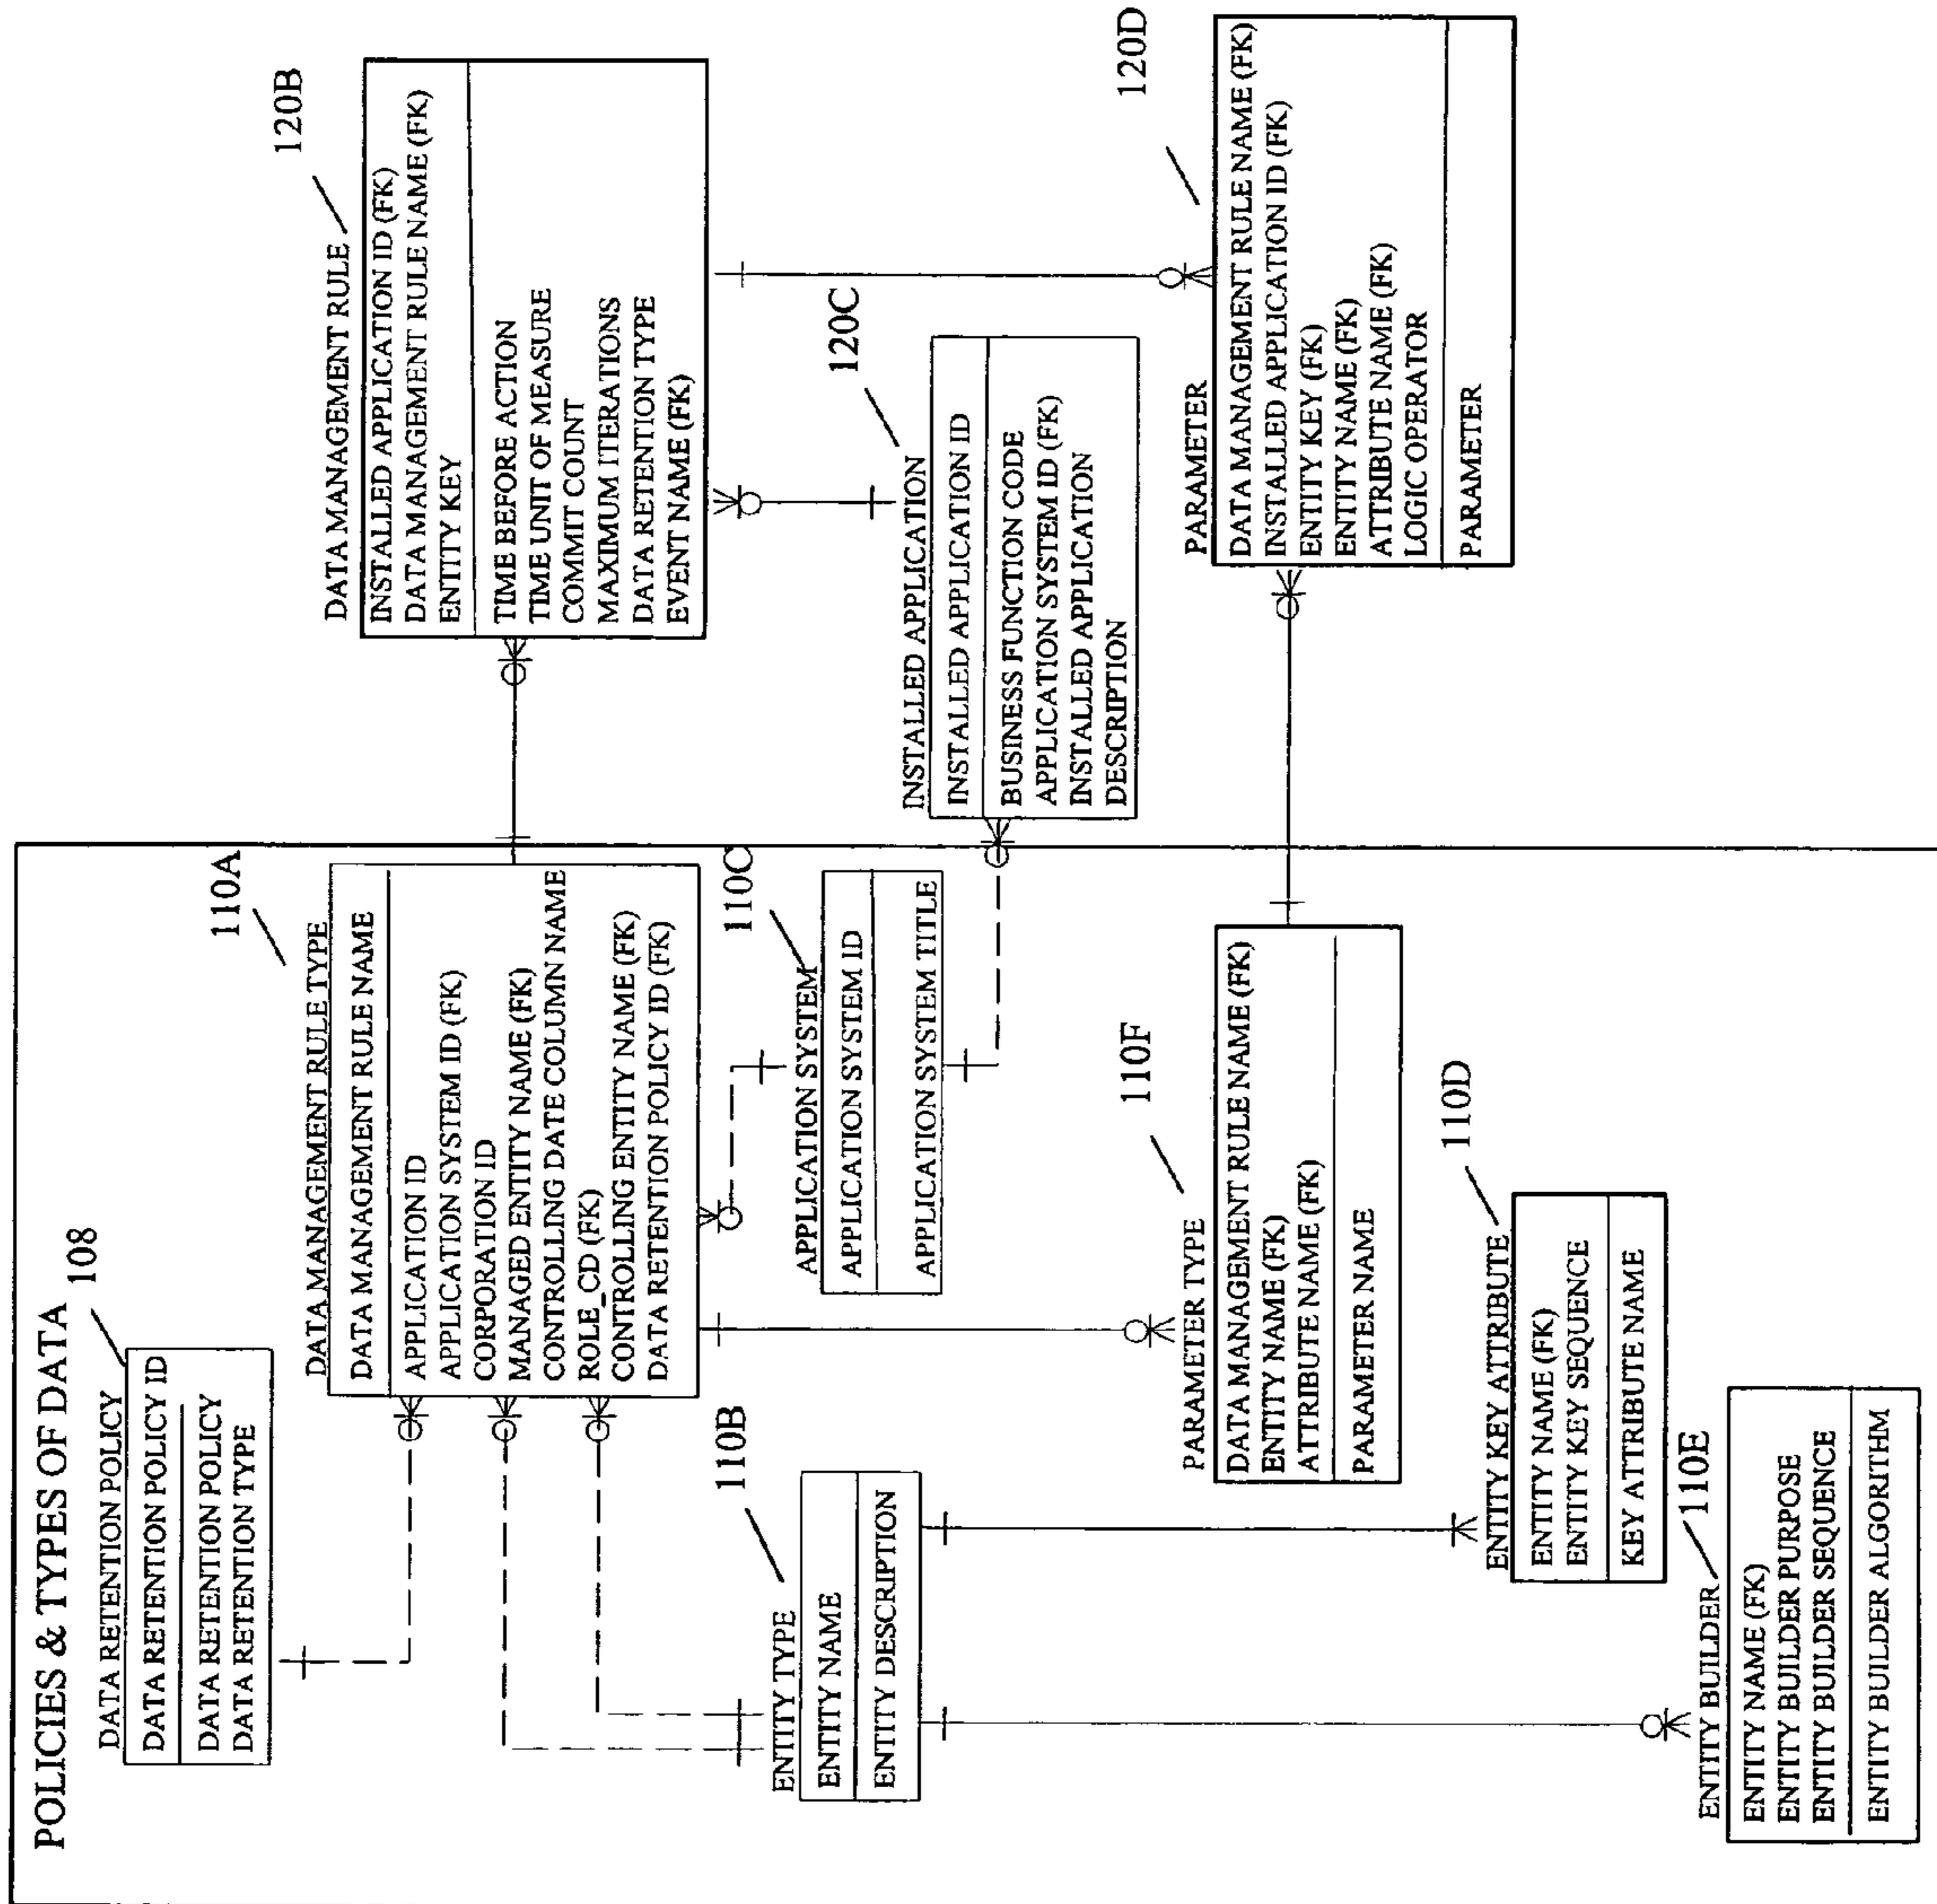 POLICIES & TYPES OF DATA
DATA RETENTION POLICY
108
DATA RETENTION POLICY ID
DATA RETENTION POLICY
DATA RETENTION TYPE
DATA MANAGEMENT RULE TYPE
110A
DATA MANAGEMENT RULE NAME
APPLICATION ID
APPLICATION SYSTEM ID (FK)
CORPORATION ID
MANAGED ENTITY NAME (FK)
CONTROLLING DATE COLUMN NAME
ROLE_CD (FK)
CONTROLLING ENTITY NAME (FK)
DATA RETENTION POLICY ID (FK)
DATA MANAGEMENT RULE
120B
INSTALLED APPLICATION ID (FK)
DATA MANAGEMENT RULE NAME (FK)
ENTITY KEY
TIME BEFORE ACTION
TIME UNIT OF MEASURE
COMMIT COUNT
MAXIMUM ITERATIONS
DATA RETENTION TYPE
EVENT NAME (FK)
ENTITY TYPE
110B
ENTITY NAME
ENTITY DESCRIPTION
APPLICATION SYSTEM
110C
APPLICATION SYSTEM ID
APPLICATION SYSTEM TITLE
INSTALLED APPLICATION
120C
INSTALLED APPLICATION ID
BUSINESS FUNCTION CODE
APPLICATION SYSTEM ID (FK)
INSTALLED APPLICATION
DESCRIPTION
PARAMETER TYPE
110F
DATA MANAGEMENT RULE NAME (FK)
ENTITY NAME (FK)
ATTRIBUTE NAME (FK)
PARAMETER NAME
PARAMETER
120D
DATA MANAGEMENT RULE NAME (FK)
INSTALLED APPLICATION ID (FK)
ENTITY KEY (FK)
ENTITY NAME (FK)
ATTRIBUTE NAME (FK)
LOGIC OPERATOR
PARAMETER
ENTITY KEY ATTRIBUTE
110D
ENTITY NAME (FK)
ENTITY KEY SEQUENCE
KEY ATTRIBUTE NAME
ENTITY BUILDER
110E
ENTITY NAME (FK)
ENTITY BUILDER PURPOSE
ENTITY BUILDER SEQUENCE
ENTITY BUILDER ALGORITHM